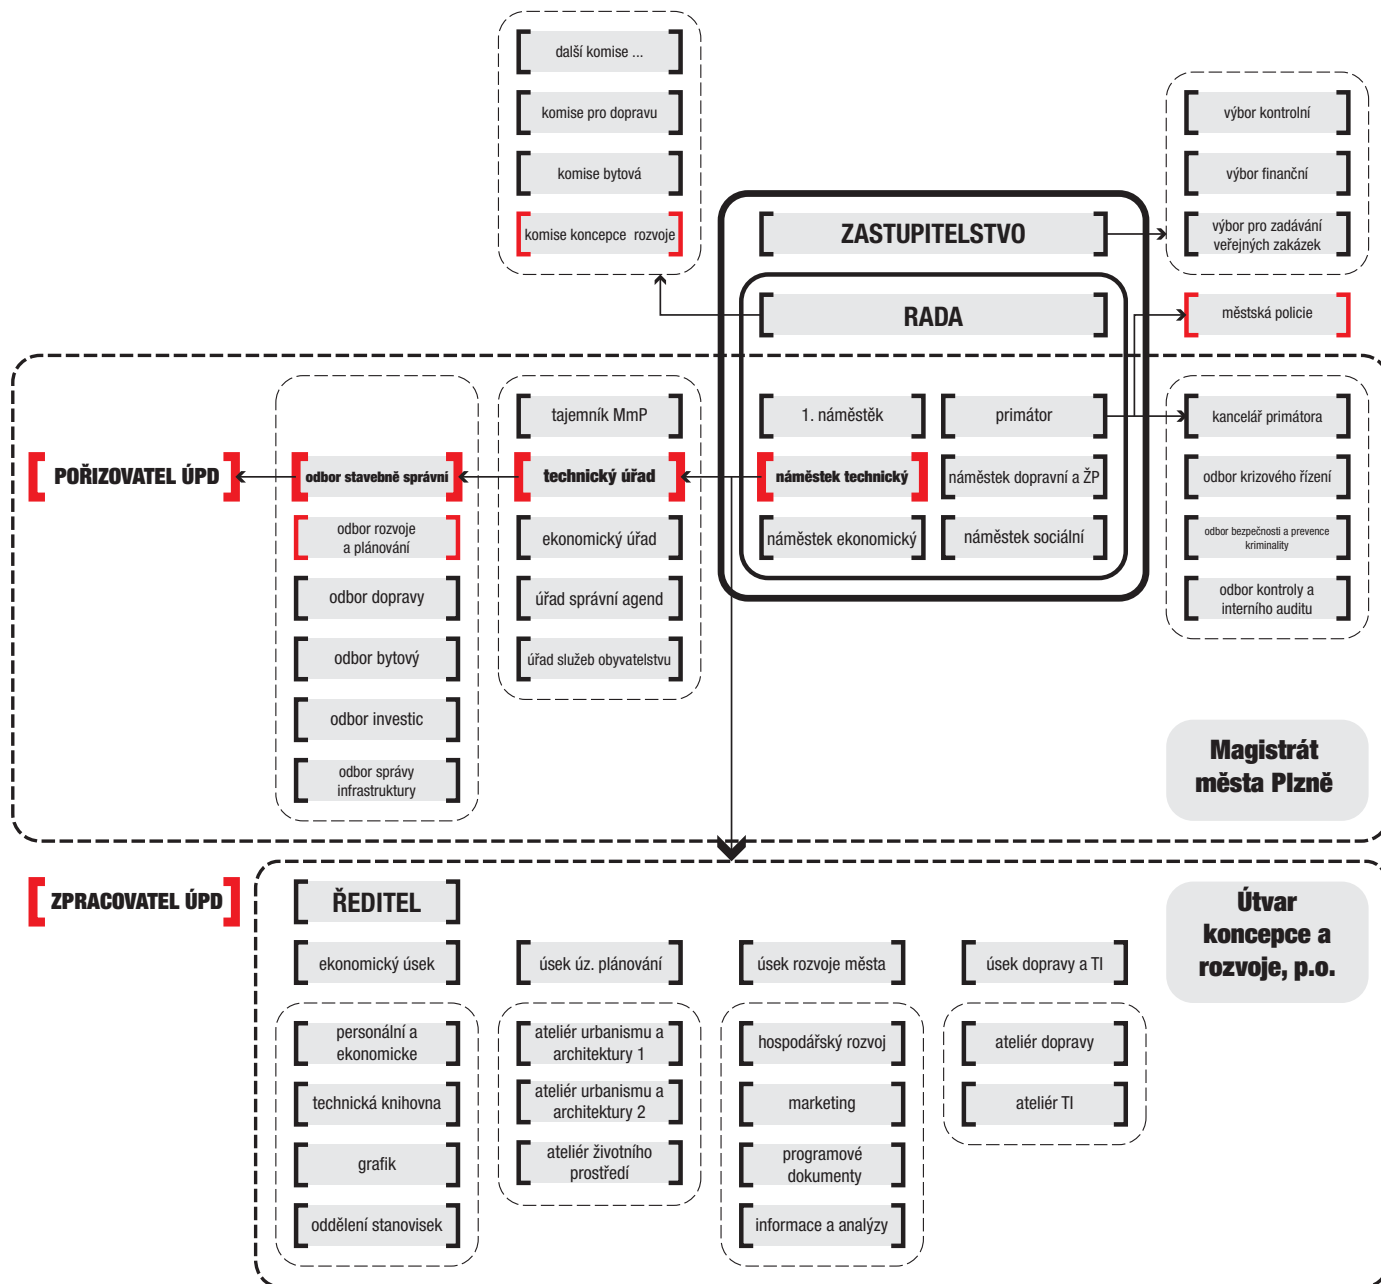 další komise ...
komise pro dopravu
komise bytová
komise koncepce rozvoje
výbor kontrolní
výbor finanční
výbor pro zadávání
veřejných zakázek
ZASTUPITELSTVO
RADA
městská policie
tajemník MmP
technický úřad
ekonomický úřad
úřad správní agend
úřad služeb obyvatelstvu
1. náměstek
primátor
náměstek technický
náměstek dopravní a ŽP
náměstek ekonomický
náměstek sociální
kancelář primátora
odbor krizového řízení
odbor bezpečnosti a prevence
kriminality
odbor kontroly a
interního auditu
POŘIZOVATEL ÚPD
odbor stavebně správní
odbor rozvoje
a plánování
odbor dopravy
odbor bytový
odbor investic
odbor správy
infrastruktury
Magistrát
města Plzně
ZPRACOVATEL ÚPD
ŘEDITEL
Útvar
koncepce a
rozvoje, p.o.
ekonomický úsek
úsek úz. plánování
úsek rozvoje města
úsek dopravy a TI
personální a
ekonomicke
technická knihovna
grafik
oddělení stanovisek
ateliér urbanismu a
architektury 1
ateliér urbanismu a
architektury 2
ateliér životního
prostředí
hospodářský rozvoj
marketing
programové
dokumenty
informace a analýzy
ateliér dopravy
ateliér TI